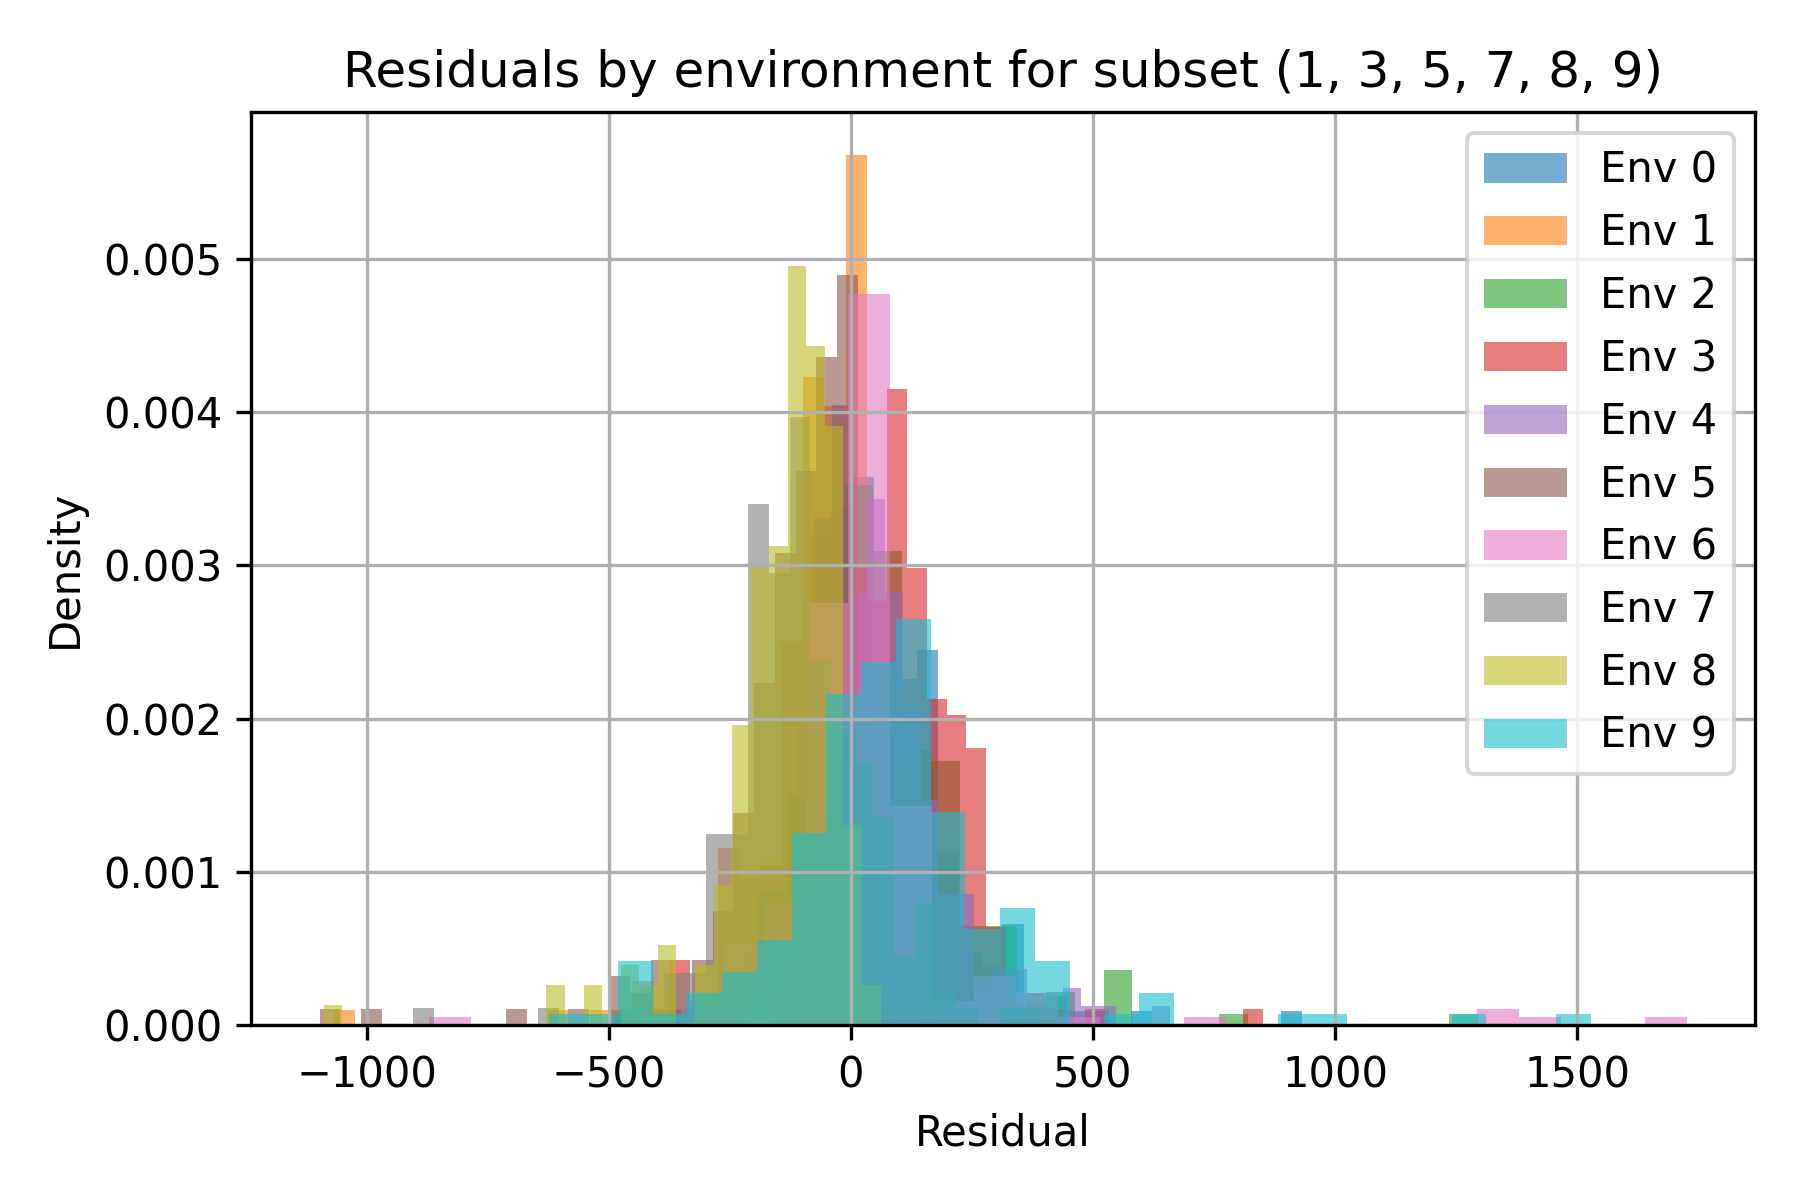 Residuals by environment for subset (1, 3, 5, 7, 8, 9)
Density
0.005
0.004
0.003
0.002
0.001
0.000
−1000
−500
0
500
1000
1500
Residual
Env 0
Env 1
Env 2
Env 3
Env 4
Env 5
Env 6
Env 7
Env 8
Env 9